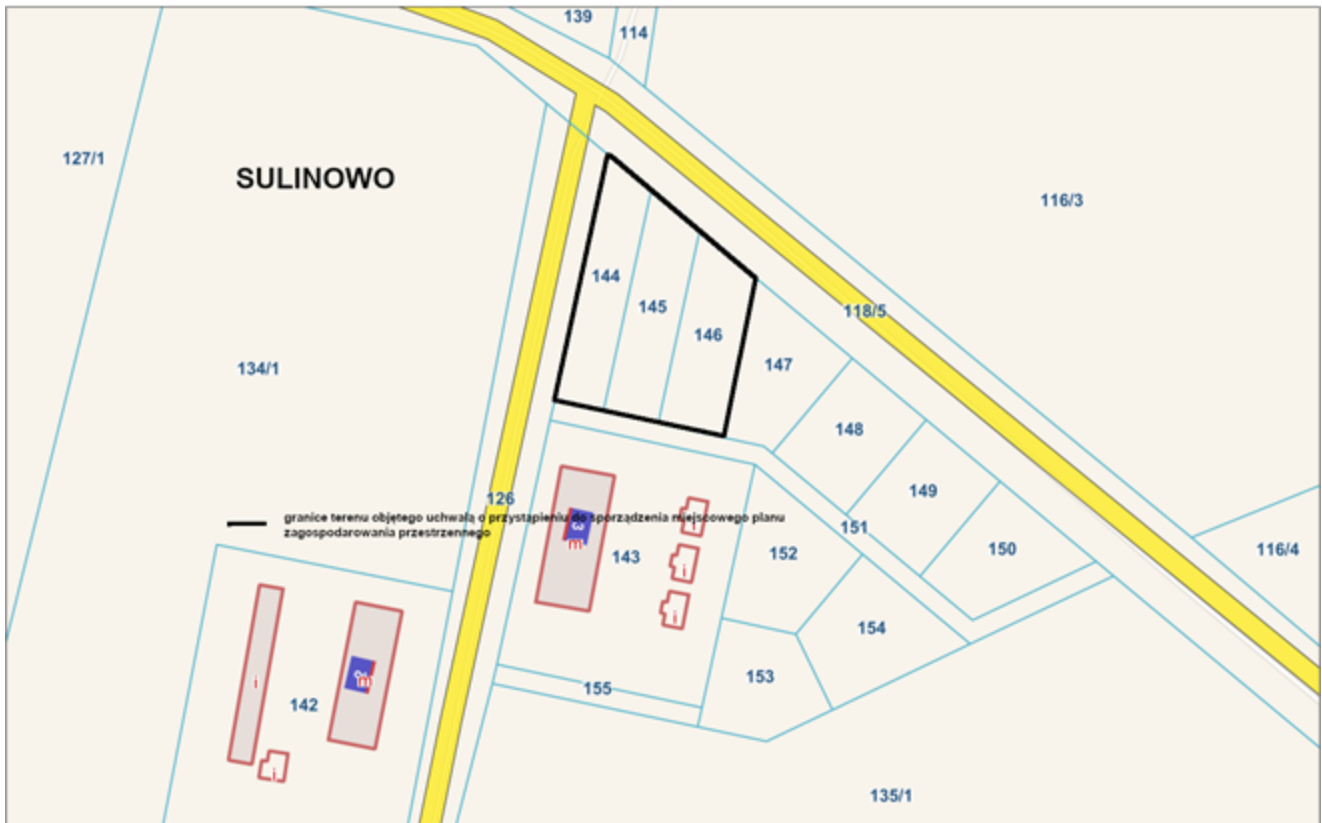 139
114
127/1
SULINOWO
116/3
144
145
118/5
146
147
134/1
148
149
126
granice terenu objętego uchwałą o przystąpieniu do sporządzenia miejscowego planu
zagospodarowania przestrzennego
151
3
m
143
i
152
150
116/4
i
i
154
i
m
142
155
153
i
135/1